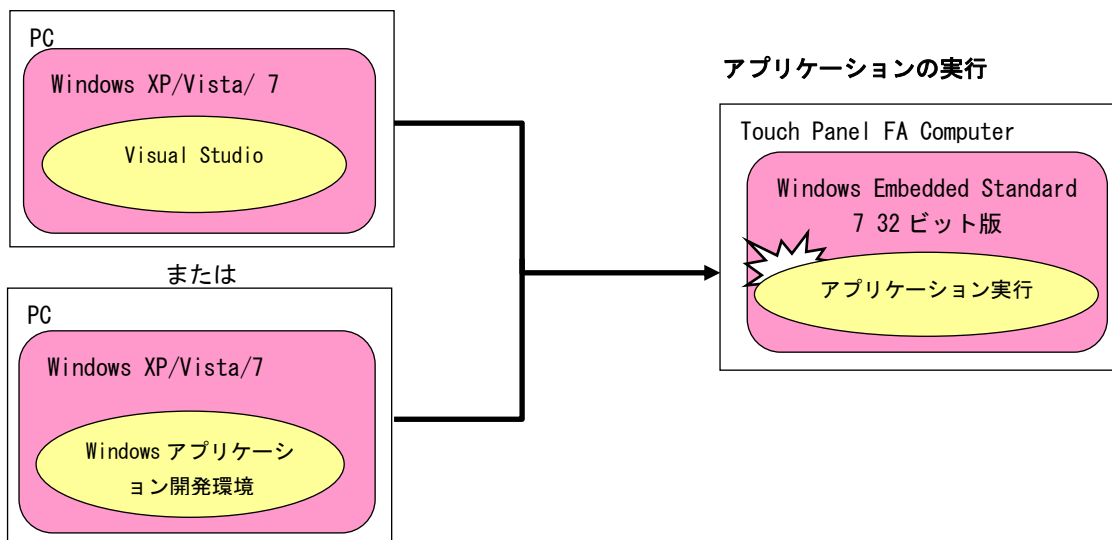 PC
Windows XP/Vista/ 7
Visual Studio
または
PC
Windows XP/Vista/7
Windows アプリケーシ
ョン開発環境
アプリケーションの実行
Touch Panel FA Computer
Windows Embedded Standard
7 32 ビット版
アプリケーション実行